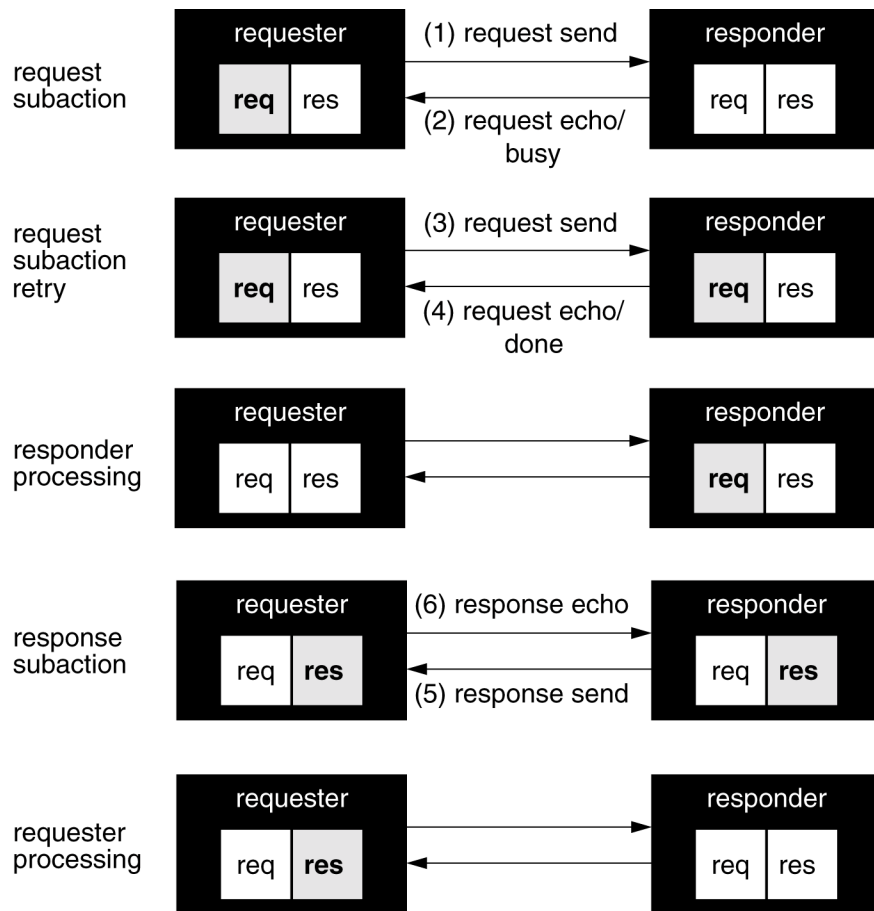 requester
(1) request send
responder
request
subaction
req
res
req
res
(2) request echo/
busy
requester
(3) request send
responder
request
subaction
retry
req
res
req
res
(4) request echo/
done
requester
responder
responder
processing
req
res
req
res
requester
(6) response echo
responder
response
subaction
req
res
req
res
(5) response send
requester
responder
requester
processing
req
res
req
res